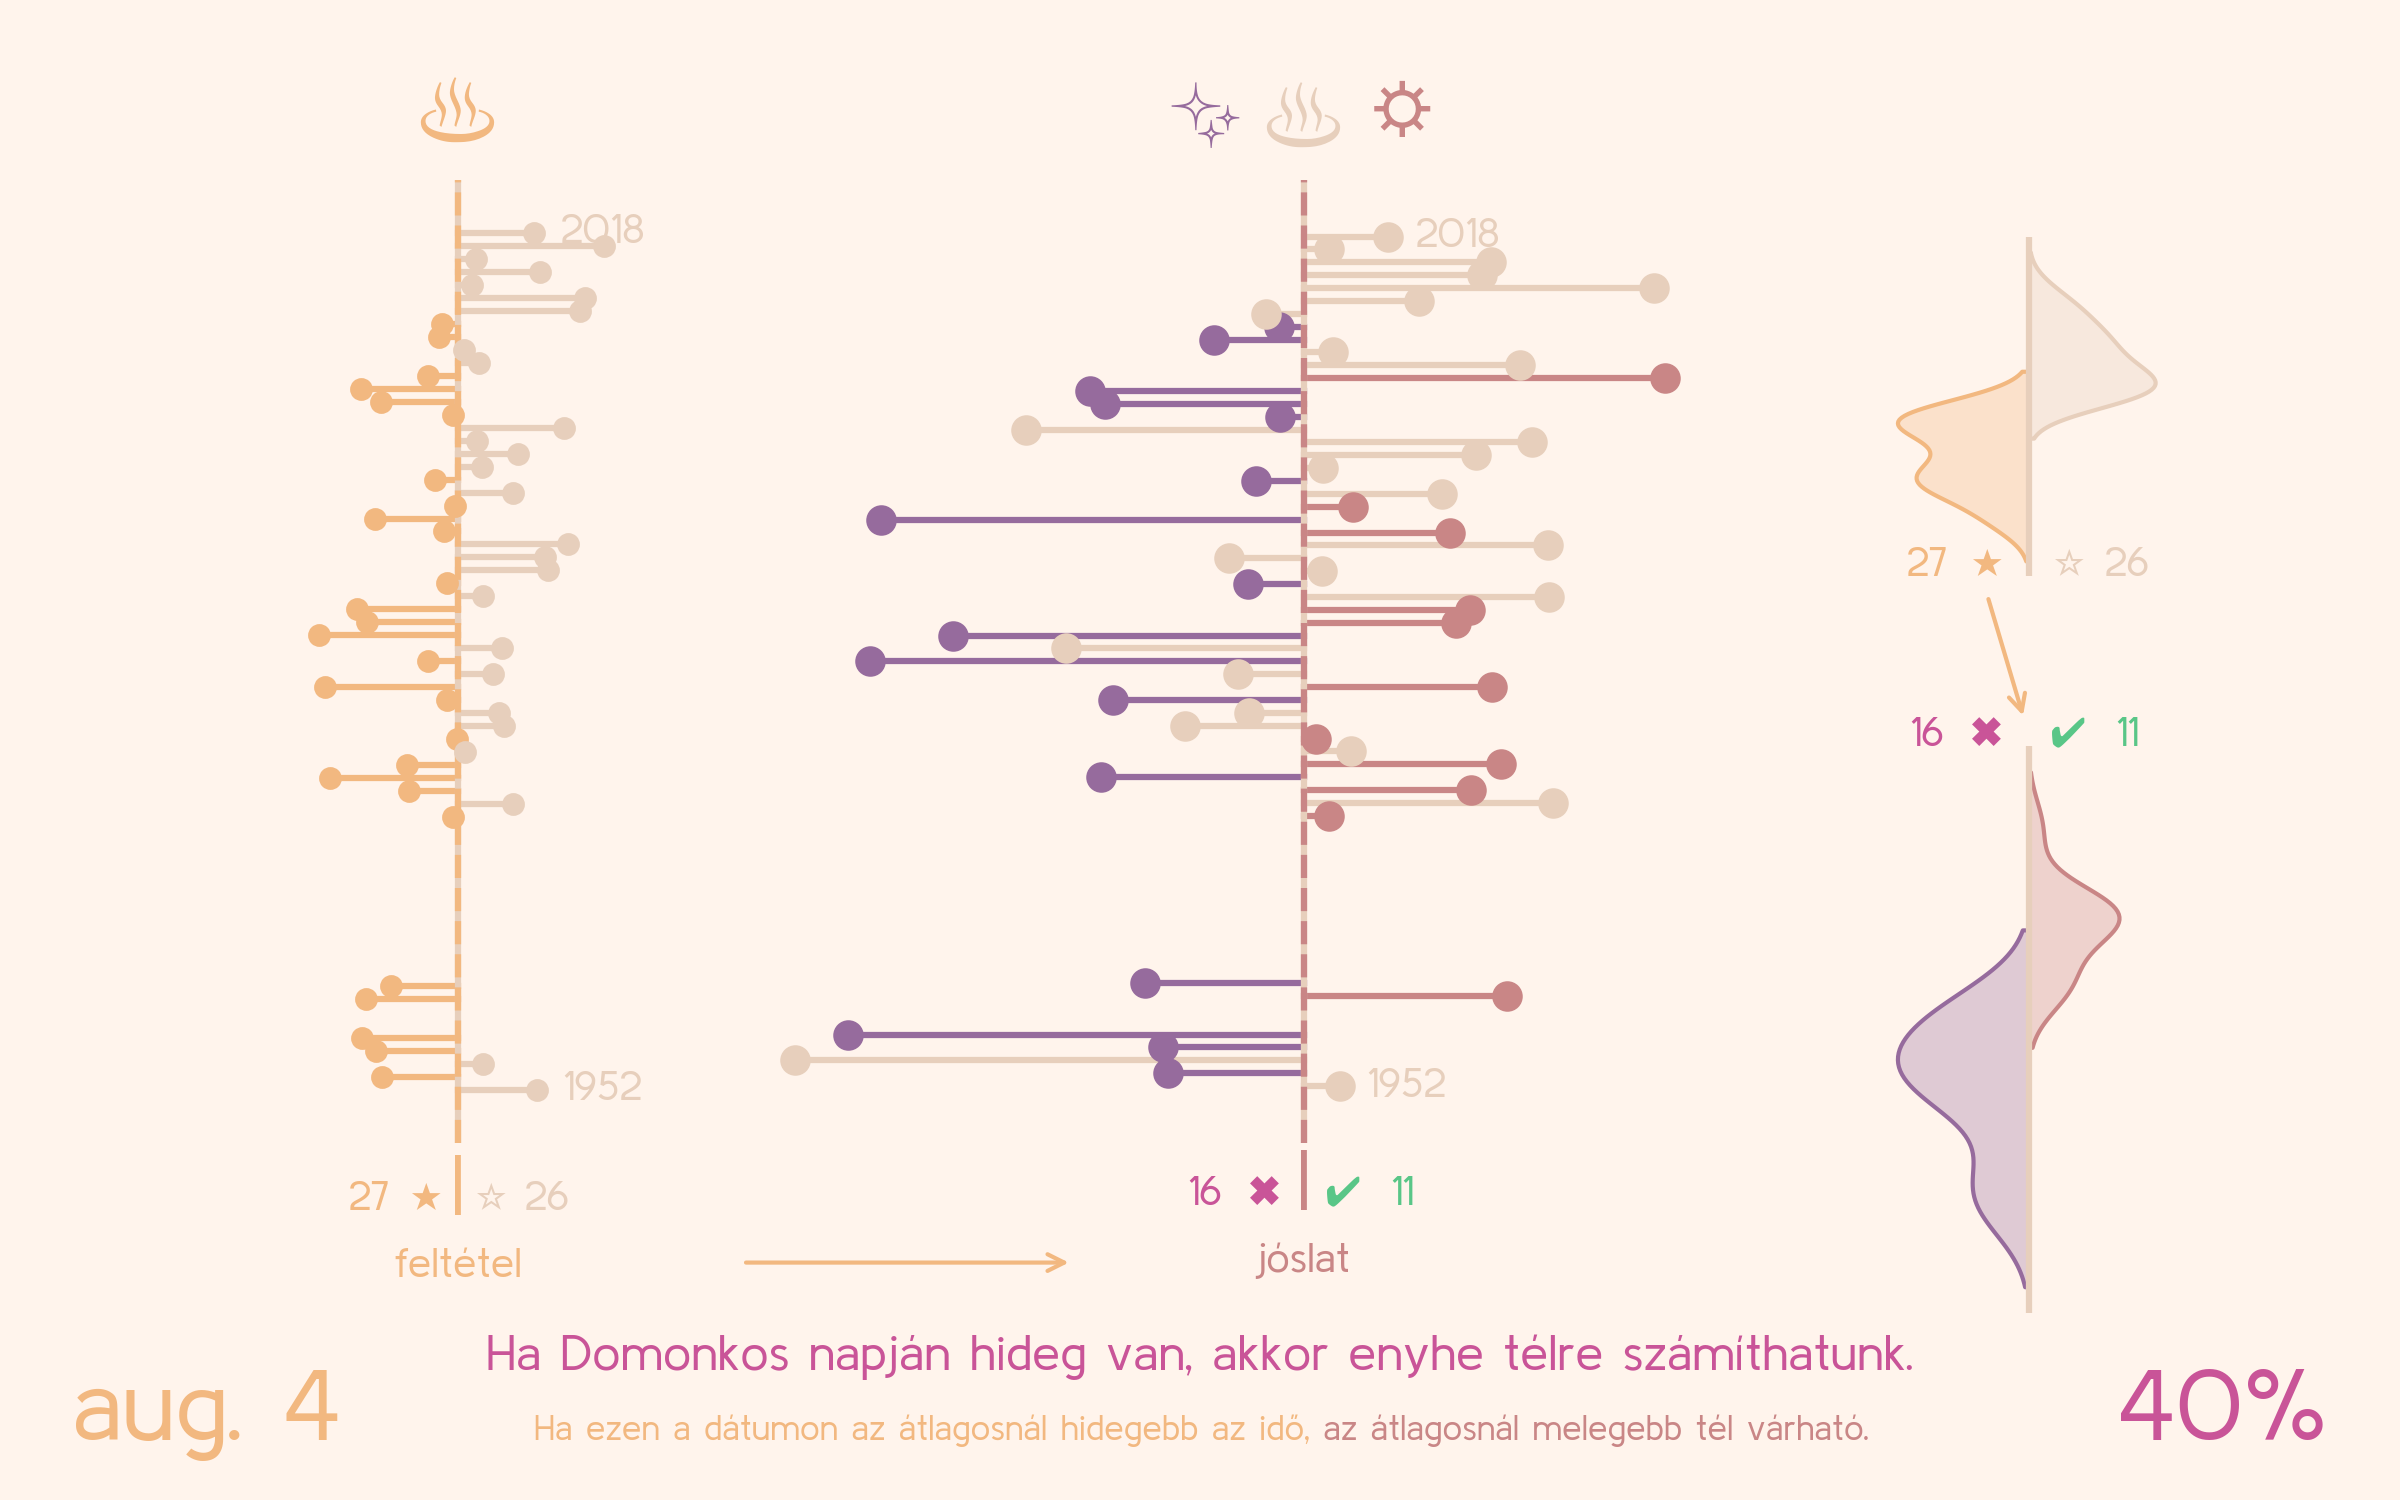 2018
2018
27 ★ ☆ 26
16 ✖ ✔ 11
1952
1952
27 ★ ☆ 26
16 ✖ ✔ 11
feltétel
jóslat
Ha Domonkos napján hideg van, akkor enyhe télre számíthatunk.
aug. 4
40%
Ha ezen a dátumon az átlagosnál hidegebb az idő, az átlagosnál melegebb tél várható.